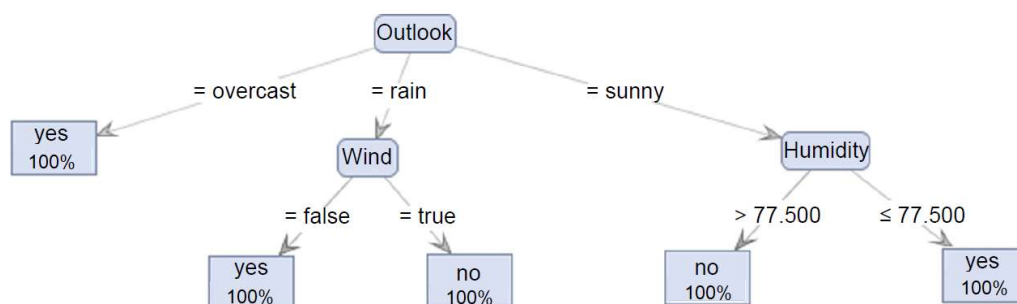 Outlook
= overcast
= rain
= sunny
yes
100%
Wind
Humidity
= false
= true
> 77.500
≤ 77.500
yes
100%
no
100%
no
100%
yes
100%